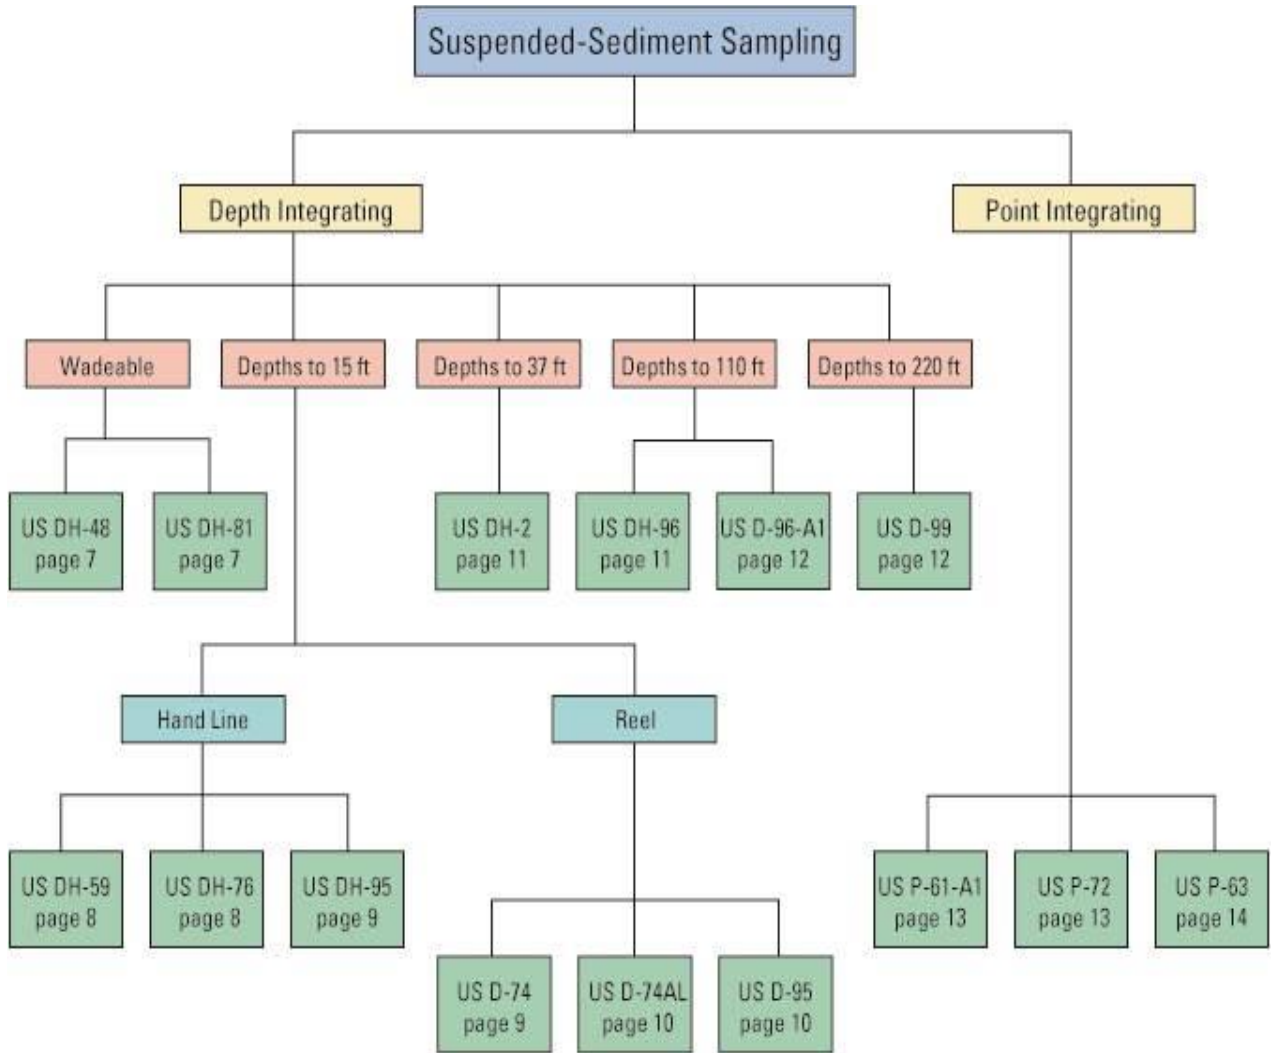 Suspended-Sediment Sampling
Depth Integrating
Point Integrating
Wadeable
Depths to 15 ft
Depths to 37 ft
Depths to 110 ft
Depths to 220 ft
US DH-48
page 7
US DH-81
page 7
US DH-2
page 11
US DH-96
page 11
US D-96-A1
page 12
US D-99
page 12
Hand Line
Reel
US DH-59
page 8
US DH-76
page 8
US DH-95
page 9
US P-61-A1
page 13
US P-72
page 13
US P-63
page 14
US D-74
page 9
US D-74AL
page 10
US D-95
page 10